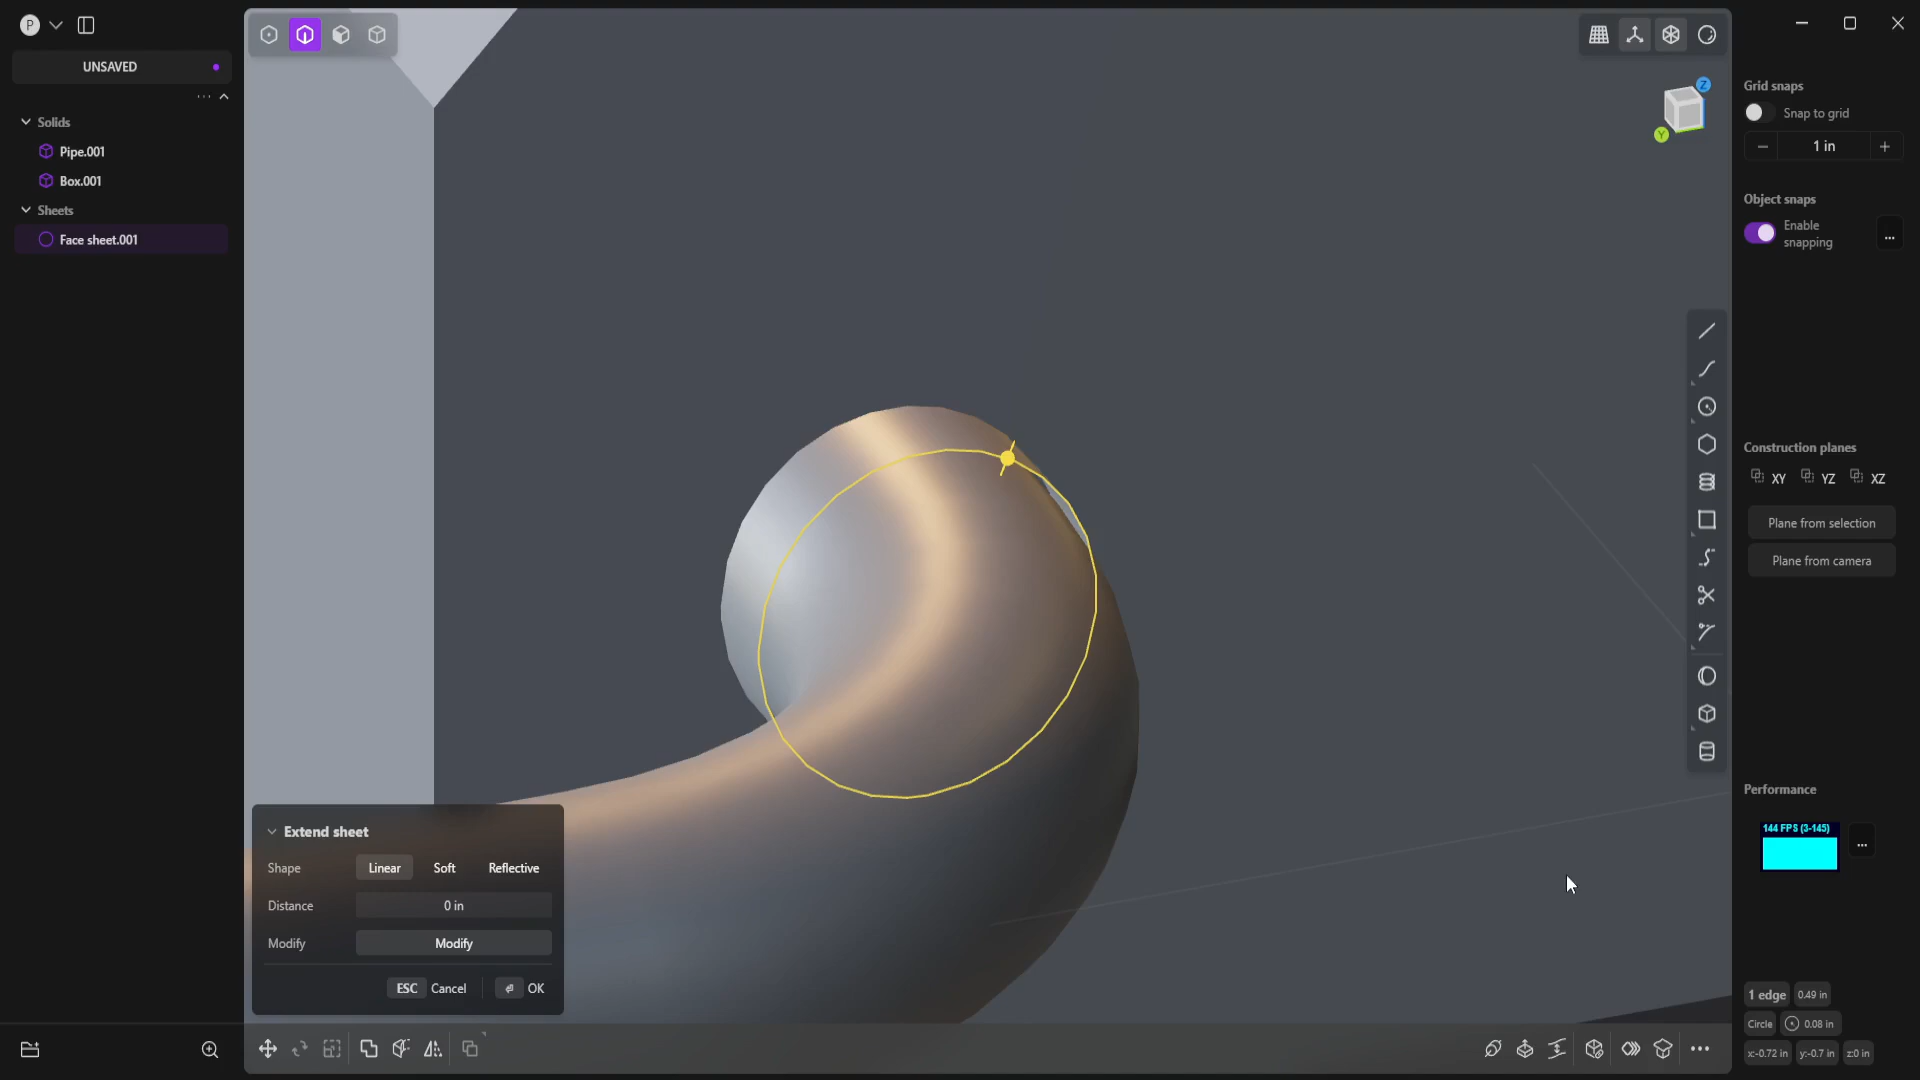 P
UNSAVED
...
Solids
Pipe.001
Box.001
Sheets
Face sheet.001
Z
Y
Grid snaps
Snap to grid
− 1 in +
Object snaps
Enable
snapping
...
Construction planes
XY YZ XZ
Plane from selection
Plane from camera
Performance
144 FPS (3-145)
...
Extend sheet
Shape Linear Soft Reflective
Distance 0 in
Modify Modify
ESC Cancel OK
1 edge 0.49 in
Circle 0.08 in
x:-0.72 in y:-0.7 in z:0 in